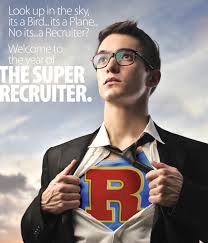 Look up in the sky,
its a Bird...its a Plane..
No its..a Recruiter?
Welcome to
the year of
THE SUPER
RECRUITER.
R